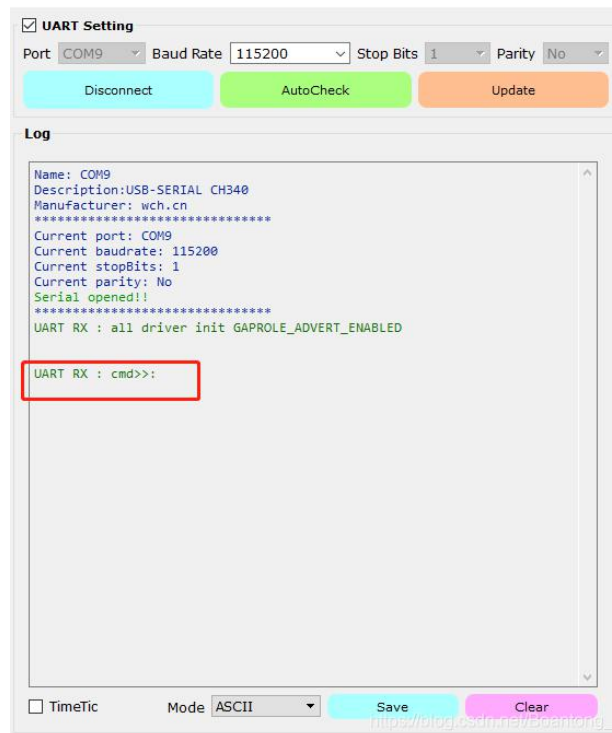 UART Setting
Port COM9 Baud Rate 115200 Stop Bits 1 Parity No
Disconnect AutoCheck Update
Log
Name: COM9
Description:USB-SERIAL CH340
Manufacturer: wch.cn
********************************
Current port: COM9
Current baudrate: 115200
Current stopBits: 1
Current parity: No
Serial opened!!
********************************
UART RX : all driver init GAPROLE_ADVERT_ENABLED
UART RX : cmd>>:
TimeTic Mode ASCII Save Clear